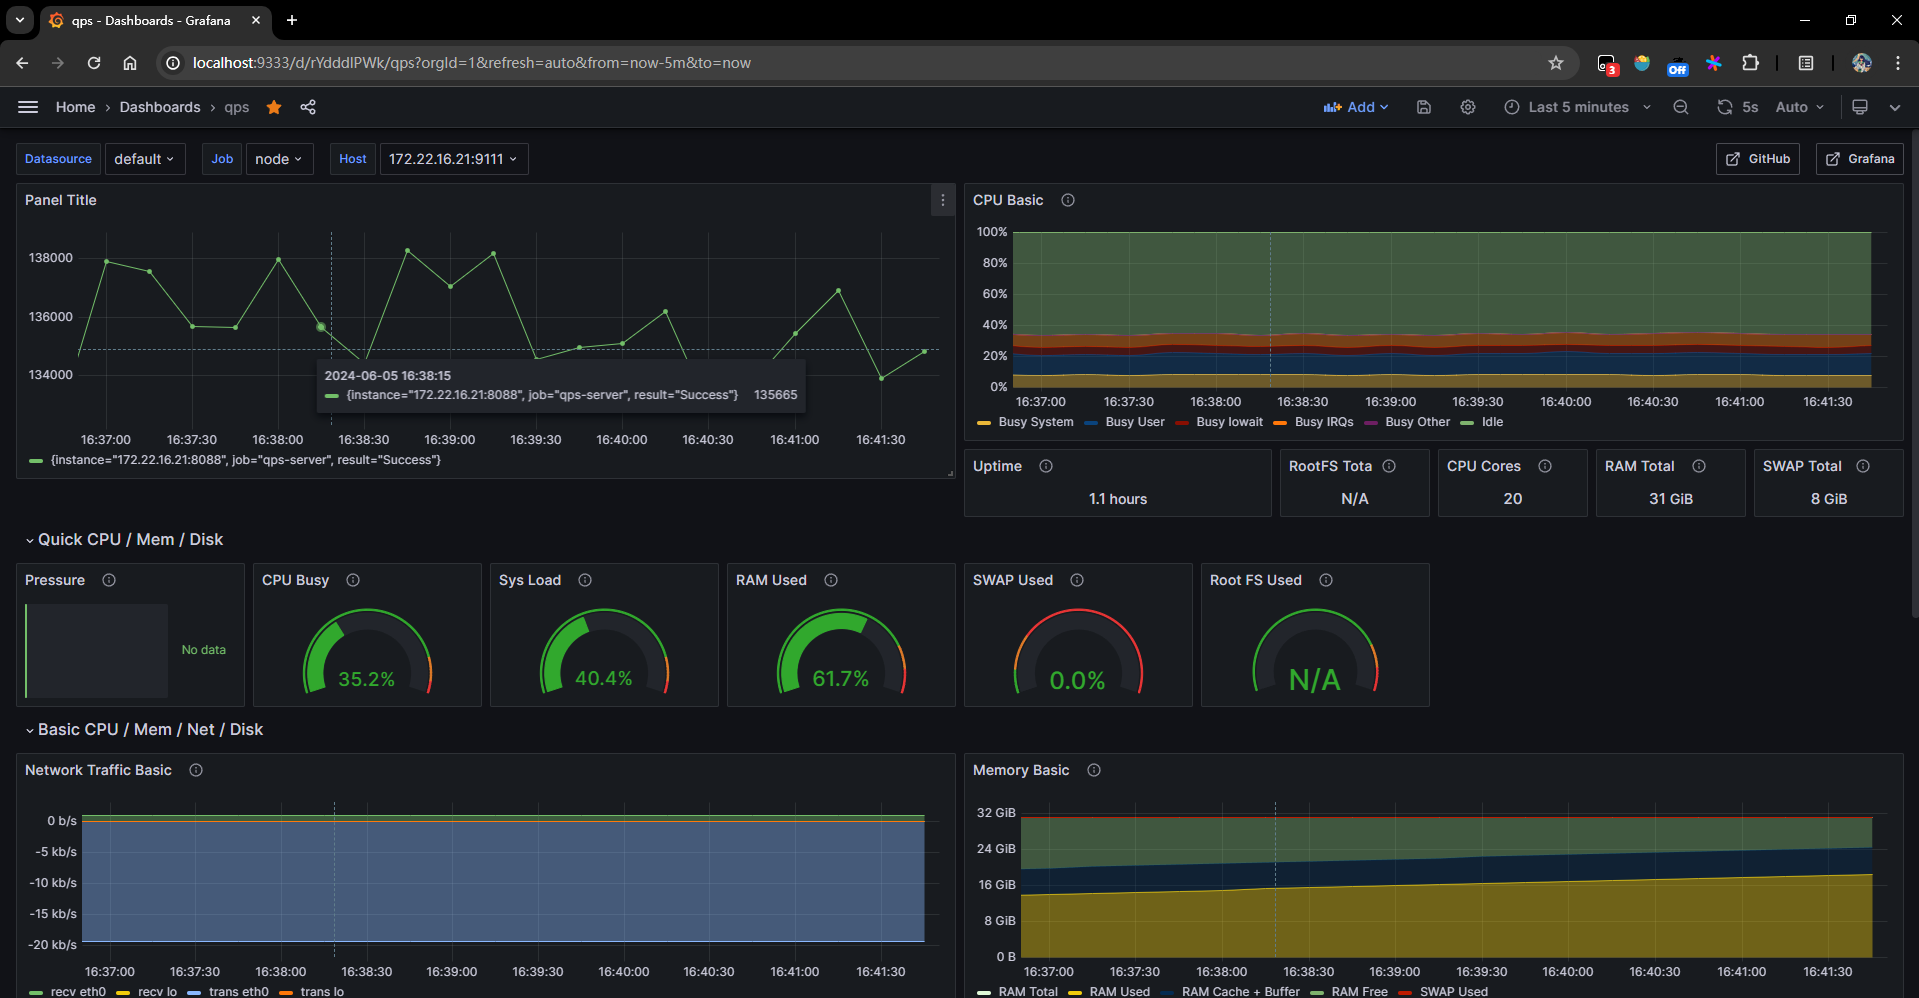 qps - Dashboards - Grafana
localhost:9333/d/rYdddlPWk/qps?orgId=1&refresh=auto&from=now-5m&to=now
3
Off
Home › Dashboards › qps
Add
Last 5 minutes
5s
Auto
Datasource default Job node Host 172.22.16.21:9111
GitHub
Grafana
Panel Title
138000
136000
134000
2024-06-05 16:38:15
{instance="172.22.16.21:8088", job="qps-server", result="Success"} 135665
16:37:00 16:37:30 16:38:00 16:38:30 16:39:00 16:39:30 16:40:00 16:40:30 16:41:00 16:41:30
{instance="172.22.16.21:8088", job="qps-server", result="Success"}
CPU Basic
100%
80%
60%
40%
20%
0%
16:37:00 16:37:30 16:38:00 16:38:30 16:39:00 16:39:30 16:40:00 16:40:30 16:41:00 16:41:30
Busy System Busy User Busy Iowait Busy IRQs Busy Other Idle
Uptime
1.1 hours
RootFS Tota
N/A
CPU Cores
20
RAM Total
31 GiB
SWAP Total
8 GiB
Quick CPU / Mem / Disk
Pressure
No data
CPU Busy
35.2%
Sys Load
40.4%
RAM Used
61.7%
SWAP Used
0.0%
Root FS Used
N/A
Basic CPU / Mem / Net / Disk
Network Traffic Basic
0 b/s
-5 kb/s
-10 kb/s
-15 kb/s
-20 kb/s
16:37:00 16:37:30 16:38:00 16:38:30 16:39:00 16:39:30 16:40:00 16:40:30 16:41:00 16:41:30
recv eth0 recv lo trans eth0 trans lo
Memory Basic
32 GiB
24 GiB
16 GiB
8 GiB
0 B
16:37:00 16:37:30 16:38:00 16:38:30 16:39:00 16:39:30 16:40:00 16:40:30 16:41:00 16:41:30
RAM Total RAM Used RAM Cache + Buffer RAM Free SWAP Used